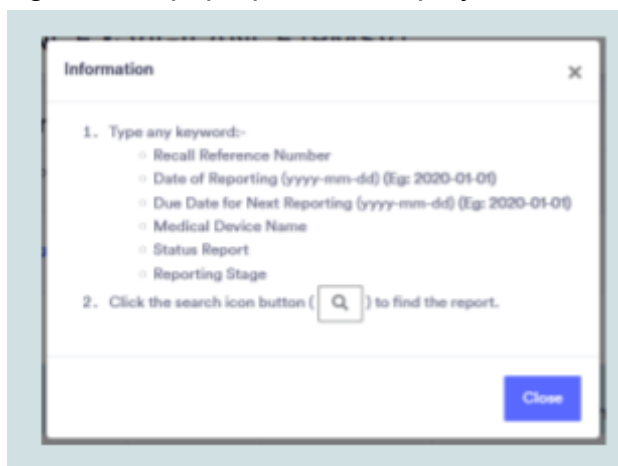 Information ×
1. Type any keyword:-
○ Recall Reference Number
○ Date of Reporting (yyyy-mm-dd) (Eg: 2020-01-01)
○ Due Date for Next Reporting (yyyy-mm-dd) (Eg: 2020-01-01)
○ Medical Device Name
○ Status Report
○ Reporting Stage
2. Click the search icon button ( ) to find the report.
Close